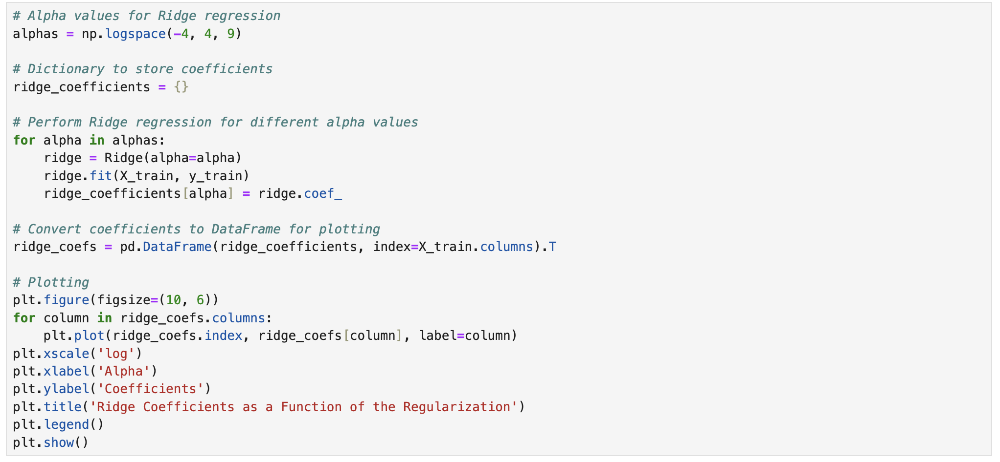 # Alpha values for Ridge regression
alphas = np.logspace(-4, 4, 9)

# Dictionary to store coefficients
ridge_coefficients = {}

# Perform Ridge regression for different alpha values
for alpha in alphas:
    ridge = Ridge(alpha=alpha)
    ridge.fit(X_train, y_train)
    ridge_coefficients[alpha] = ridge.coef_

# Convert coefficients to DataFrame for plotting
ridge_coefs = pd.DataFrame(ridge_coefficients, index=X_train.columns).T

# Plotting
plt.figure(figsize=(10, 6))
for column in ridge_coefs.columns:
    plt.plot(ridge_coefs.index, ridge_coefs[column], label=column)
plt.xscale('log')
plt.xlabel('Alpha')
plt.ylabel('Coefficients')
plt.title('Ridge Coefficients as a Function of the Regularization')
plt.legend()
plt.show()